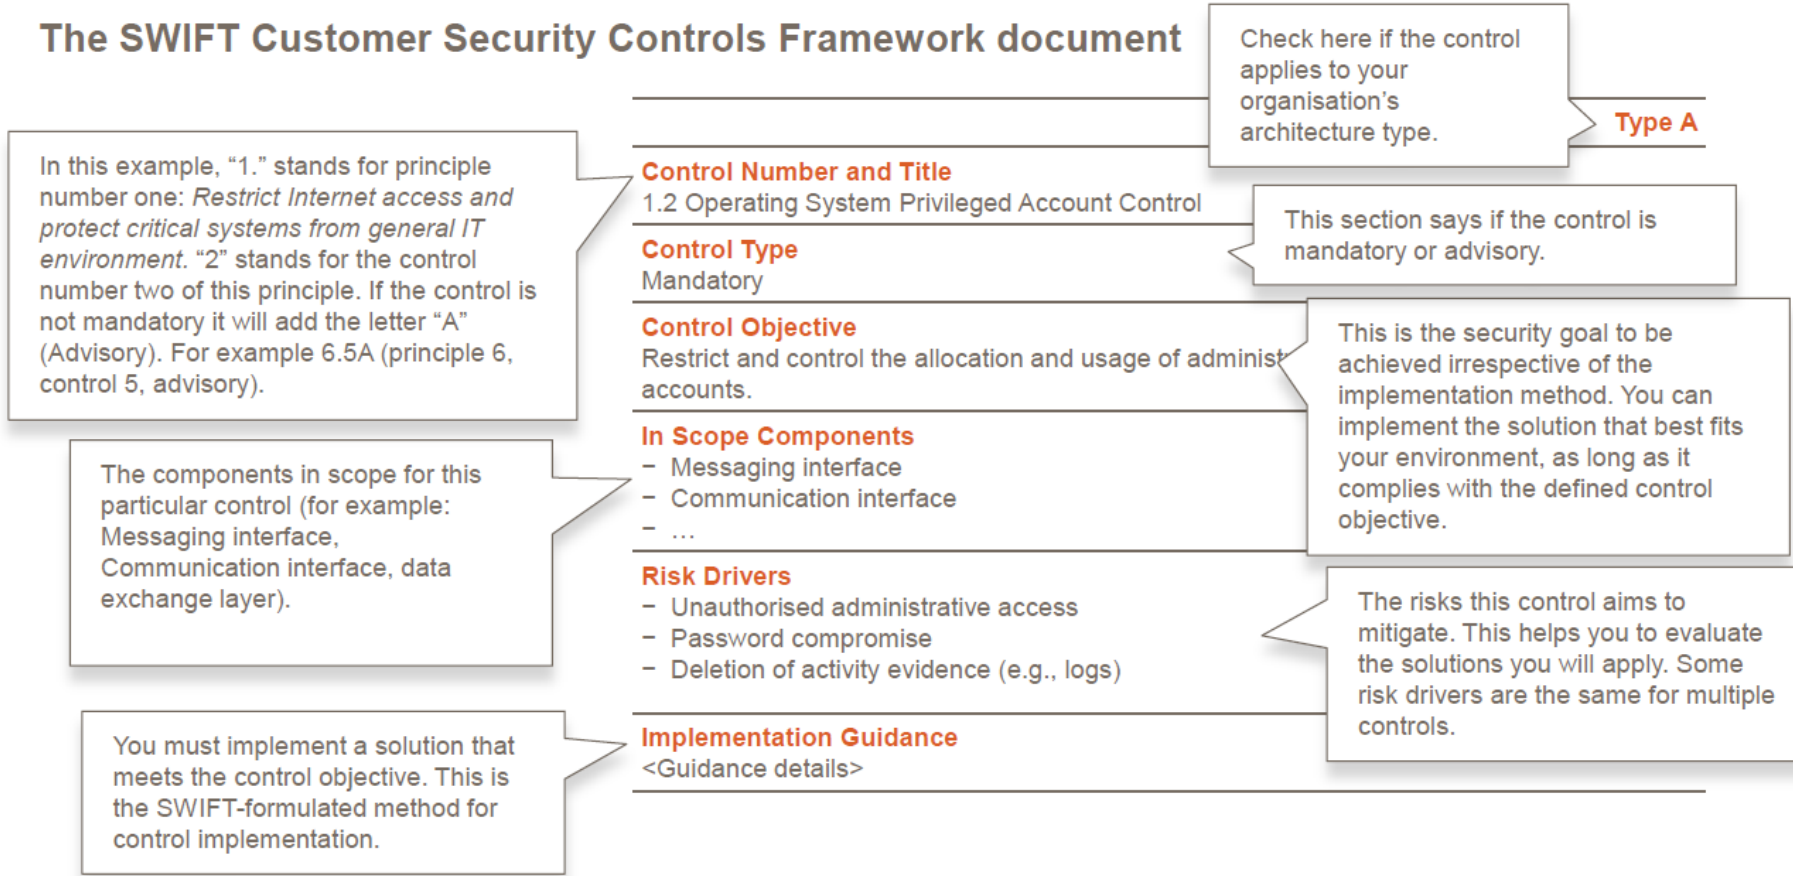 The SWIFT Customer Security Controls Framework document
Check here if the control
applies to your
organisation's
architecture type.
Type A
In this example, “1.” stands for principle
number one: Restrict Internet access and
protect critical systems from general IT
environment. “2” stands for the control
number two of this principle. If the control is
not mandatory it will add the letter “A”
(Advisory). For example 6.5A (principle 6,
control 5, advisory).
Control Number and Title
1.2 Operating System Privileged Account Control
This section says if the control is
mandatory or advisory.
Control Type
Mandatory
Control Objective
Restrict and control the allocation and usage of administ
accounts.
This is the security goal to be
achieved irrespective of the
implementation method. You can
implement the solution that best fits
your environment, as long as it
complies with the defined control
objective.
The components in scope for this
particular control (for example:
Messaging interface,
Communication interface, data
exchange layer).
In Scope Components
− Messaging interface
− Communication interface
− …
Risk Drivers
− Unauthorised administrative access
− Password compromise
− Deletion of activity evidence (e.g., logs)
The risks this control aims to
mitigate. This helps you to evaluate
the solutions you will apply. Some
risk drivers are the same for multiple
controls.
You must implement a solution that
meets the control objective. This is
the SWIFT-formulated method for
control implementation.
Implementation Guidance
<Guidance details>